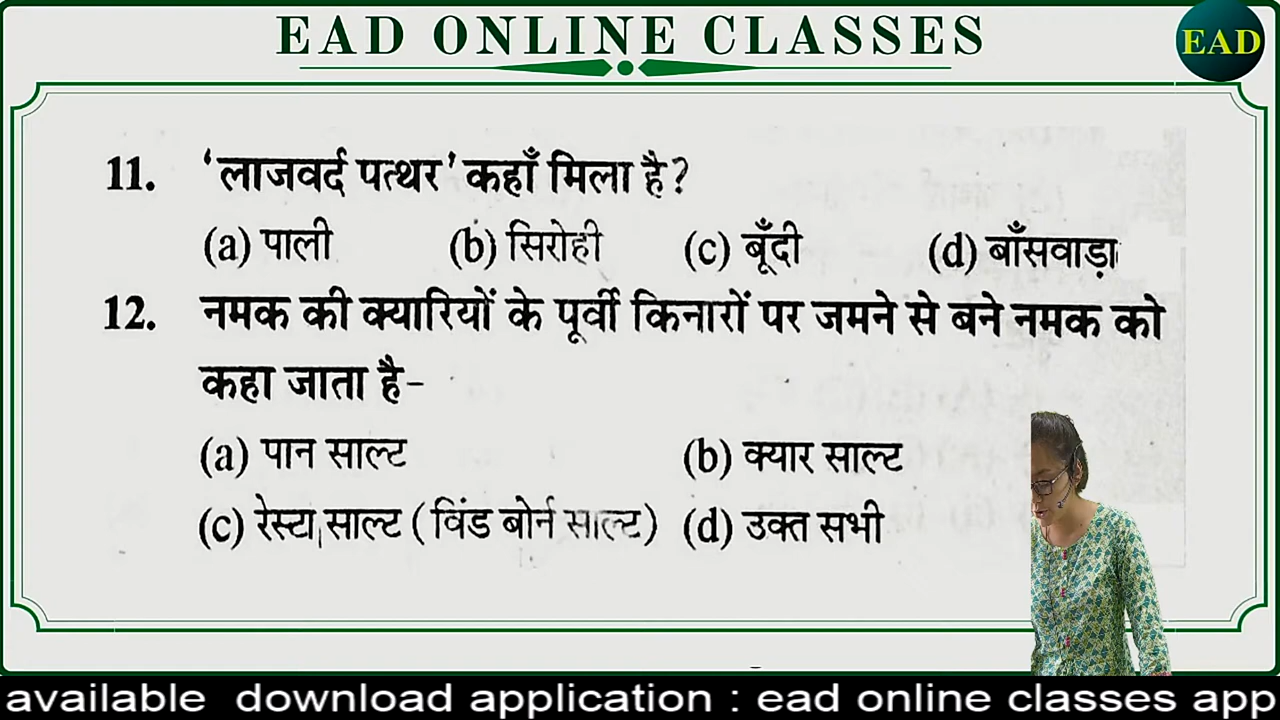 EAD ONLINE CLASSES
EAD
11. ‘लाजवर्द पत्थर’ कहाँ मिला है?
(a) पाली (b) सिरोही (c) बूँदी (d) बाँसवाड़ा
12. नमक की क्यारियों के पूर्वी किनारों पर जमने से बने नमक को
कहा जाता है-
(a) पान साल्ट (b) क्यार साल्ट
(c) रेस्टा साल्ट (विंड बोर्न साल्ट) (d) उक्त सभी
available download application : ead online classes app